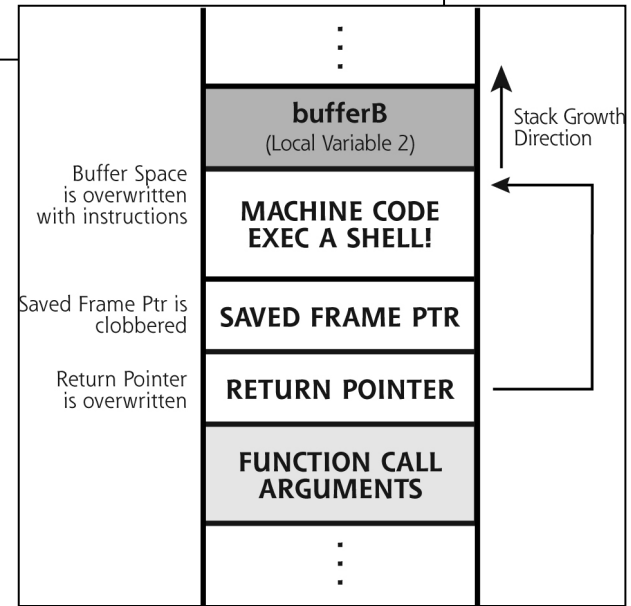 bufferB
(Local Variable 2)
Stack Growth
Direction
Buffer Space
is overwritten
with instructions
MACHINE CODE
EXEC A SHELL!
Saved Frame Ptr is
clobbered
SAVED FRAME PTR
Return Pointer
is overwritten
RETURN POINTER
FUNCTION CALL
ARGUMENTS